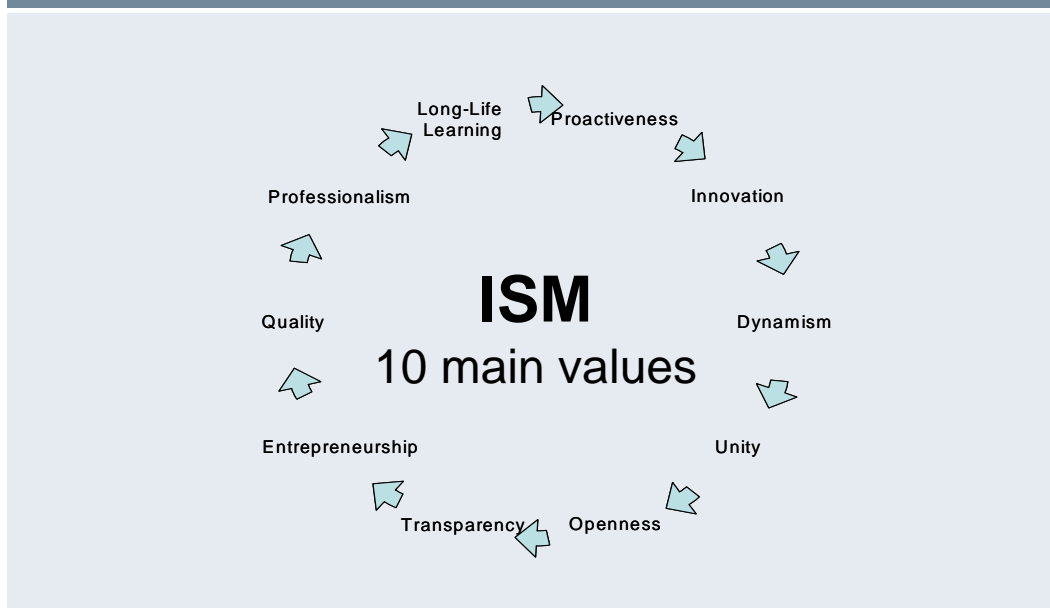 Long-Life
Learning
Proactiveness
Professionalism
Innovation
ISM
Quality
Dynamism
10 main values
Entrepreneurship
Unity
Transparency
Openness